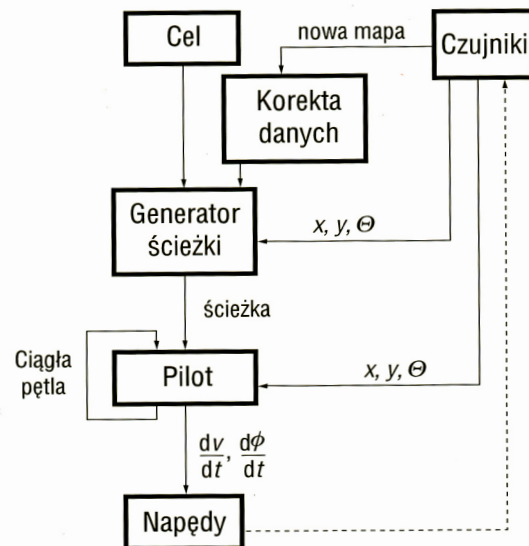 Cel
nowa mapa
Czujniki
Korekta
danych
Generator
ścieżki
x, y, Θ
ścieżka
Ciągła
pętla
Pilot
x, y, Θ
dv/dt, dϕ/dt
Napędy